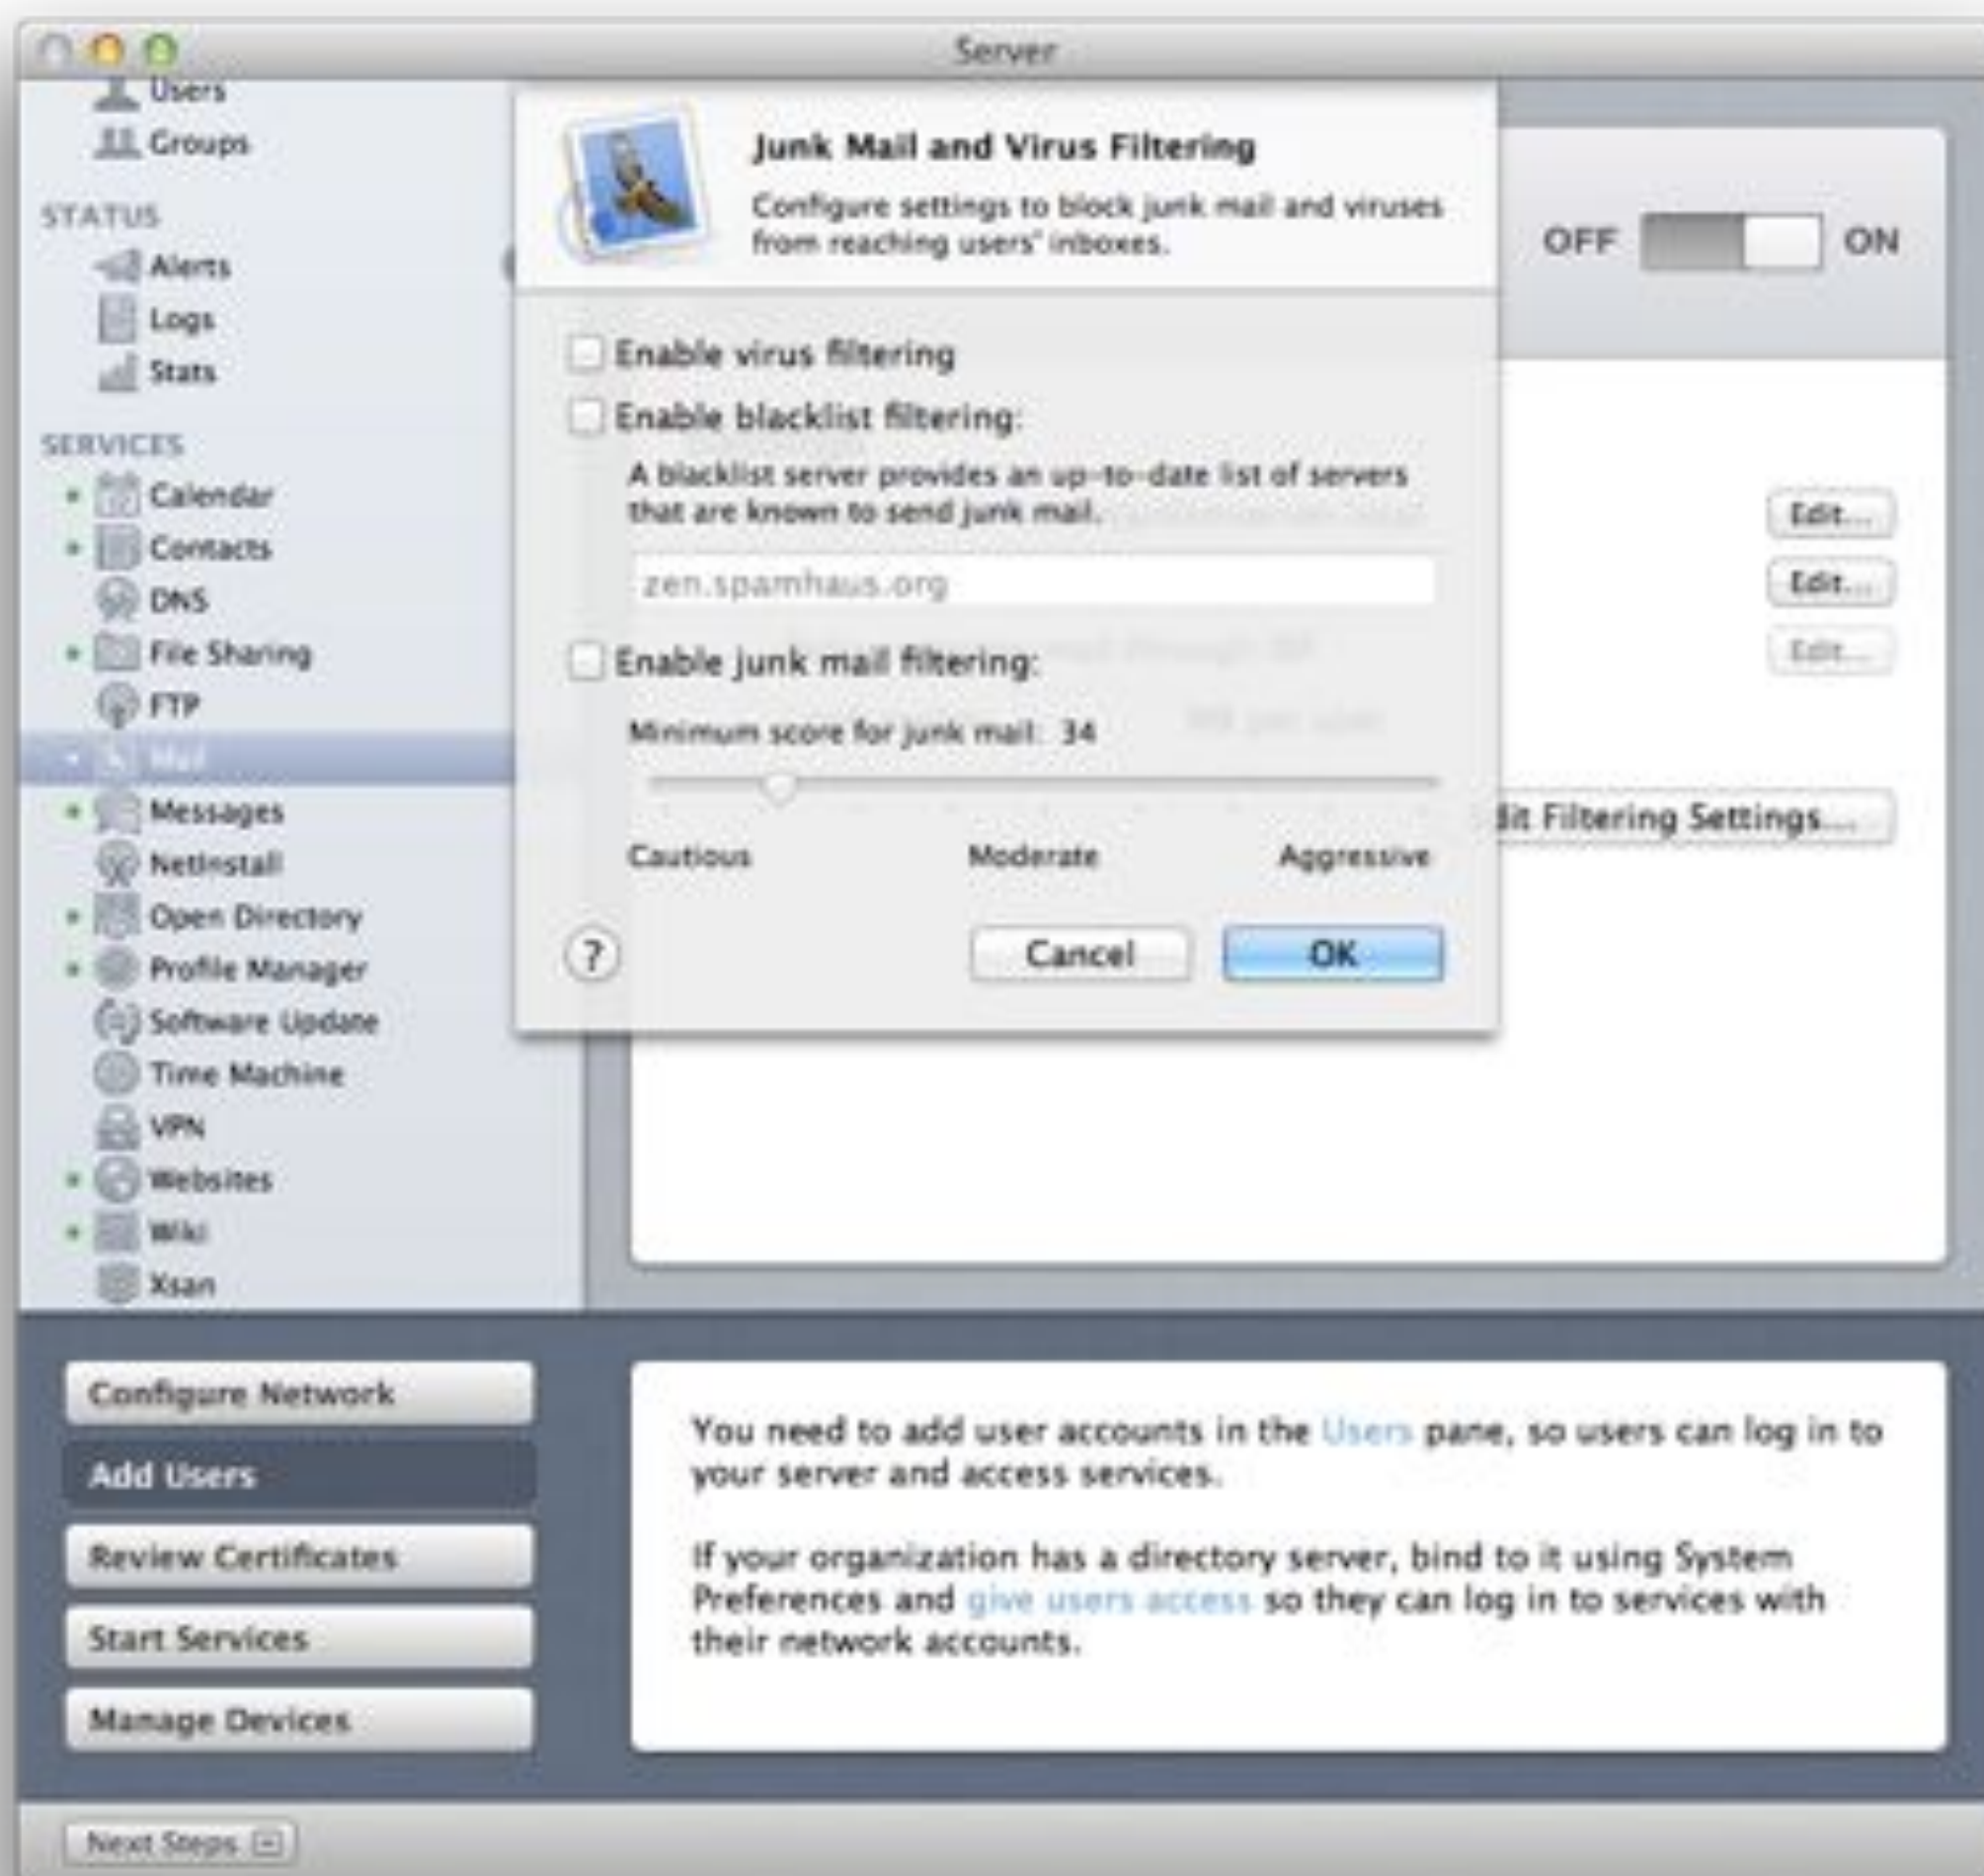 Server
Users
Groups
STATUS
Alerts
Logs
Stats
SERVICES
Calendar
Contacts
DNS
File Sharing
FTP
Mail
Messages
NetInstall
Open Directory
Profile Manager
Software Update
Time Machine
VPN
Websites
Wiki
Xsan
Junk Mail and Virus Filtering
Configure settings to block junk mail and viruses
from reaching users' inboxes.
Enable virus filtering
Enable blacklist filtering:
A blacklist server provides an up-to-date list of servers
that are known to send junk mail.
zen.spamhaus.org
Enable junk mail filtering:
Minimum score for junk mail: 34
Cautious Moderate Aggressive
? Cancel OK
OFF ON
Edit...
Edit...
Edit...
dit Filtering Settings...
Configure Network
Add Users
Review Certificates
Start Services
Manage Devices
You need to add user accounts in the Users pane, so users can log in to
your server and access services.
If your organization has a directory server, bind to it using System
Preferences and give users access so they can log in to services with
their network accounts.
Next Steps